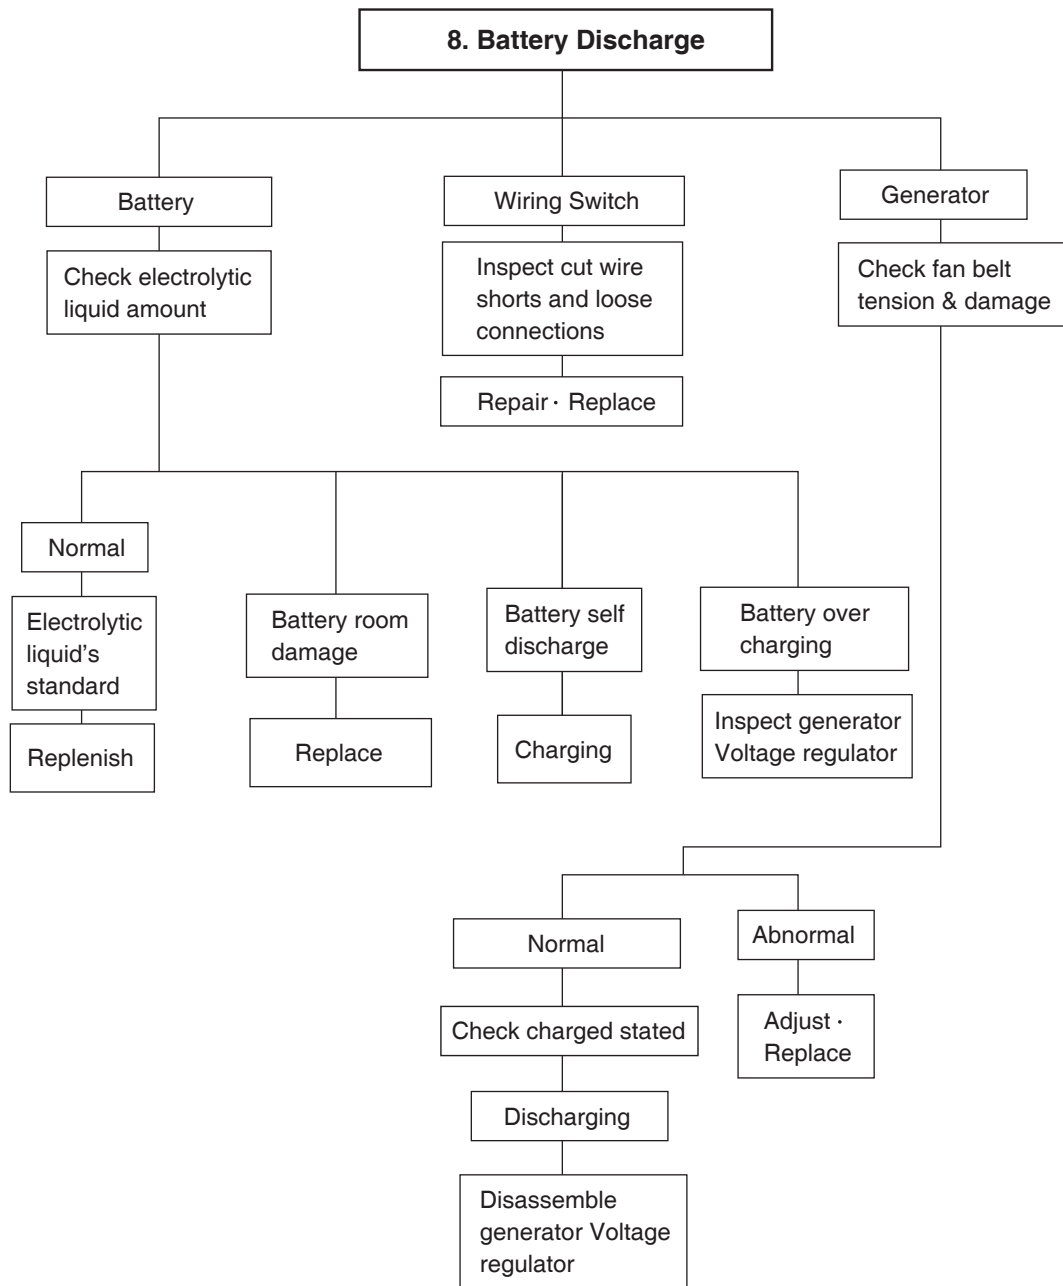 8. Battery Discharge
Battery
Wiring Switch
Generator
Check electrolytic
liquid amount
Inspect cut wire
shorts and loose
connections
Check fan belt
tension & damage
Repair · Replace
Normal
Electrolytic
liquid’s
standard
Replenish
Battery room
damage
Replace
Battery self
discharge
Charging
Battery over
charging
Inspect generator
Voltage regulator
Normal
Abnormal
Check charged stated
Adjust ·
Replace
Discharging
Disassemble
generator Voltage
regulator